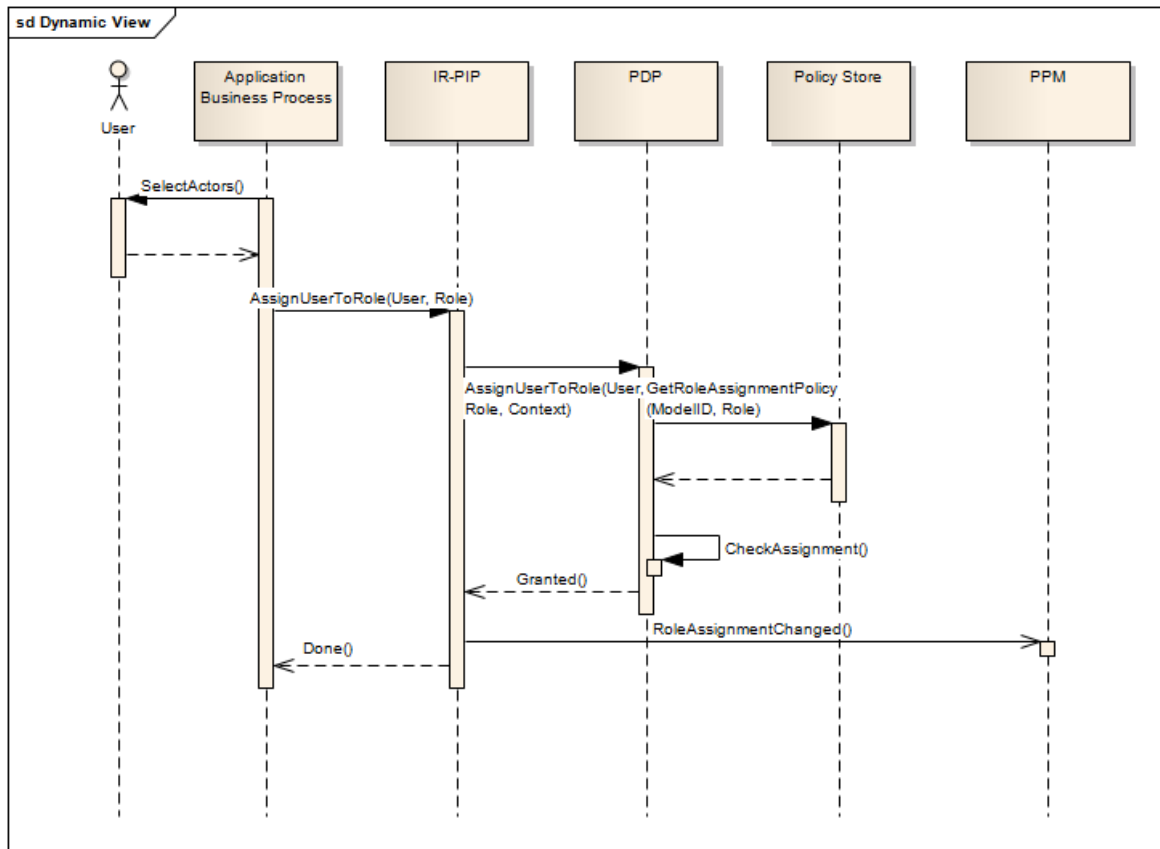 sd Dynamic View
User
Application
Business Process
IR-PIP
PDP
Policy Store
PPM
SelectActors()
AssignUserToRole(User, Role)
AssignUserToRole(User,
Role, Context)
GetRoleAssignmentPolicy
(ModelID, Role)
CheckAssignment()
Granted()
RoleAssignmentChanged()
Done()